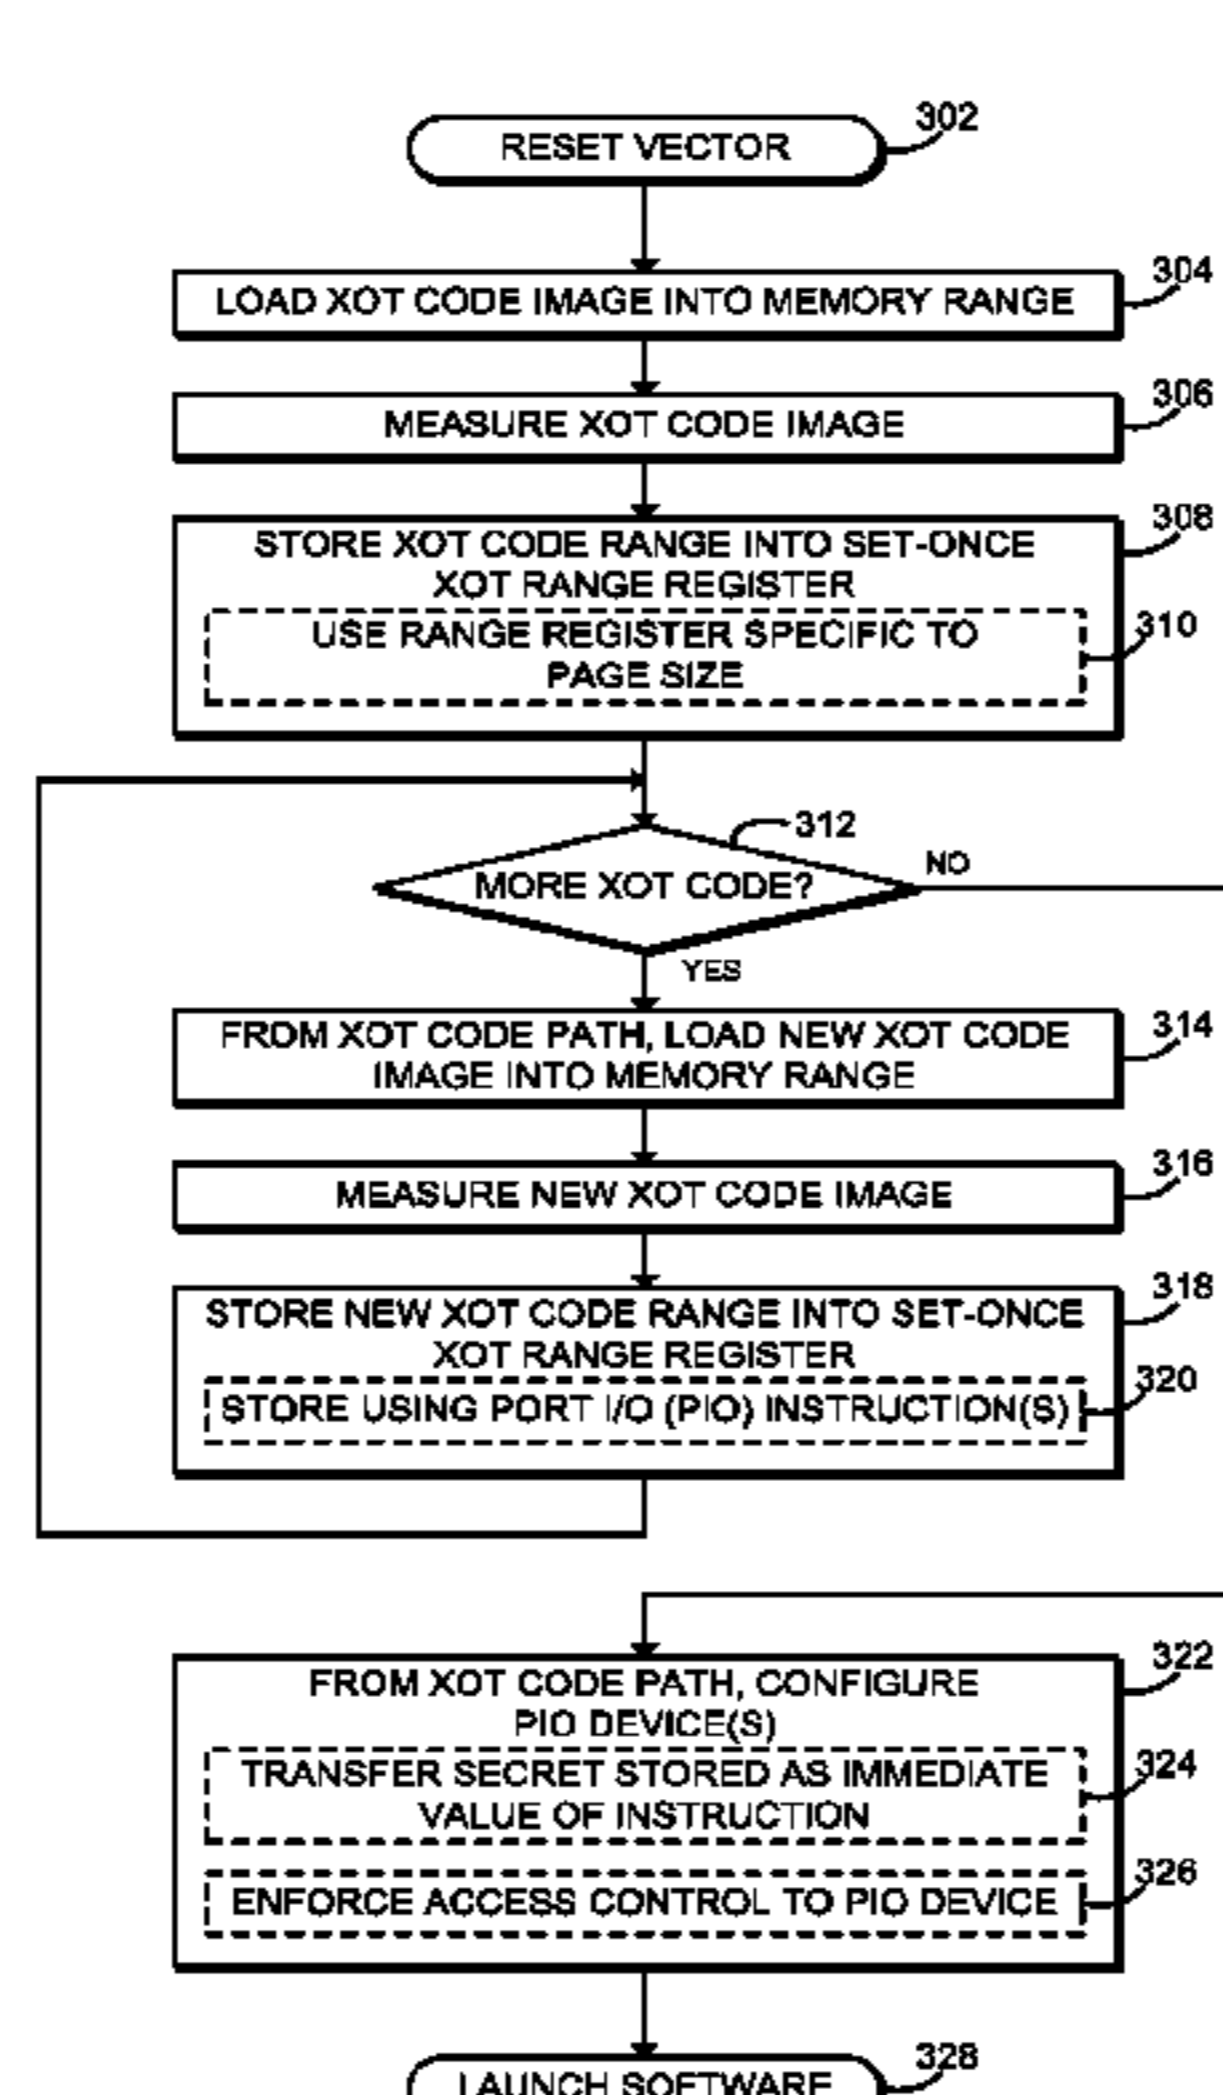 302
RESET VECTOR
304
LOAD XOT CODE IMAGE INTO MEMORY RANGE
306
MEASURE XOT CODE IMAGE
308
STORE XOT CODE RANGE INTO SET-ONCE
XOT RANGE REGISTER
310
USE RANGE REGISTER SPECIFIC TO
PAGE SIZE
312
MORE XOT CODE?
NO
YES
314
FROM XOT CODE PATH, LOAD NEW XOT CODE
IMAGE INTO MEMORY RANGE
316
MEASURE NEW XOT CODE IMAGE
318
STORE NEW XOT CODE RANGE INTO SET-ONCE
XOT RANGE REGISTER
320
STORE USING PORT I/O (PIO) INSTRUCTION(S)
322
FROM XOT CODE PATH, CONFIGURE
PIO DEVICE(S)
324
TRANSFER SECRET STORED AS IMMEDIATE
VALUE OF INSTRUCTION
326
ENFORCE ACCESS CONTROL TO PIO DEVICE
328
LAUNCH SOFTWARE